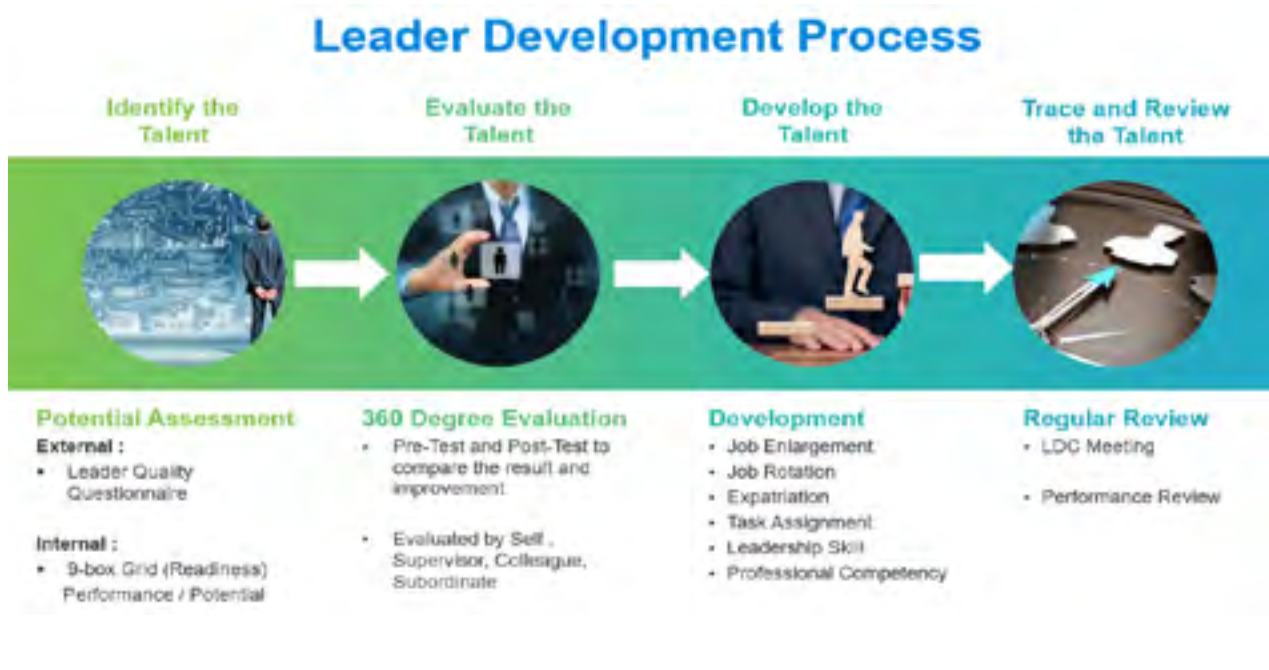 Leader Development Process
Identify the
Talent
Evaluate the
Talent
Develop the
Talent
Trace and Review
the Talent
Potential Assessment
External :
• Leader Quality
Questionnaire
Internal :
• 9-box Grid (Readiness)
Performance / Potential
360 Degree Evaluation
• Pre-Test and Post-Test to
compare the result and
improvement
• Evaluated by Self ,
Supervisor, Colleague,
Subordinate
Development
• Job Enlargement
• Job Rotation
• Expatriation
• Task Assignment
• Leadership Skill
• Professional Competency
Regular Review
• LDC Meeting
• Performance Review